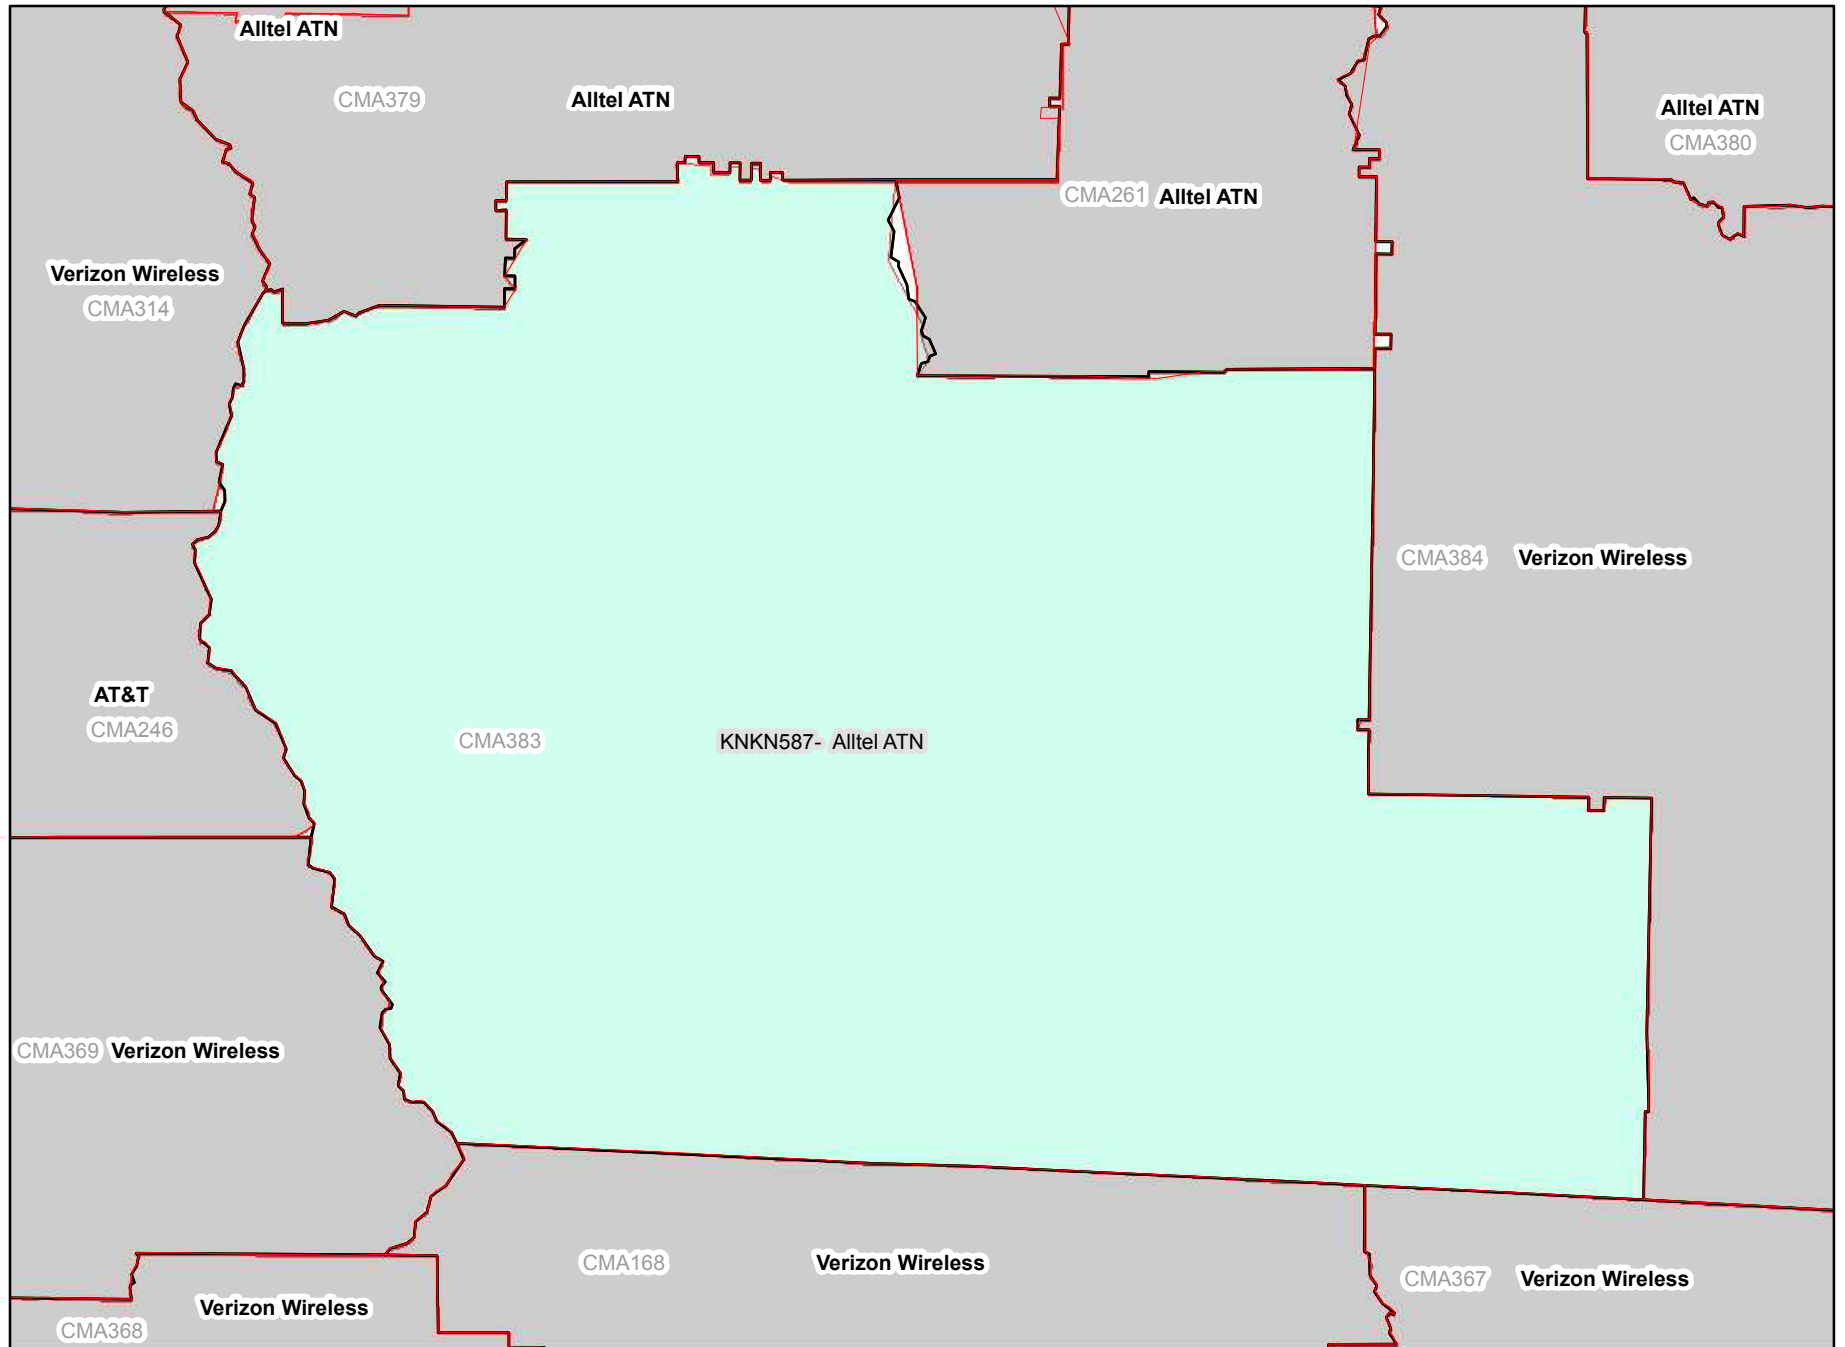 Alltel ATN
CMA379 Alltel ATN
Alltel ATN
CMA380
CMA261 Alltel ATN
Verizon Wireless
CMA314
CMA384 Verizon Wireless
AT&T
CMA246
CMA383 KNKN587- Alltel ATN
CMA369 Verizon Wireless
CMA168 Verizon Wireless
CMA367 Verizon Wireless
Verizon Wireless
CMA368